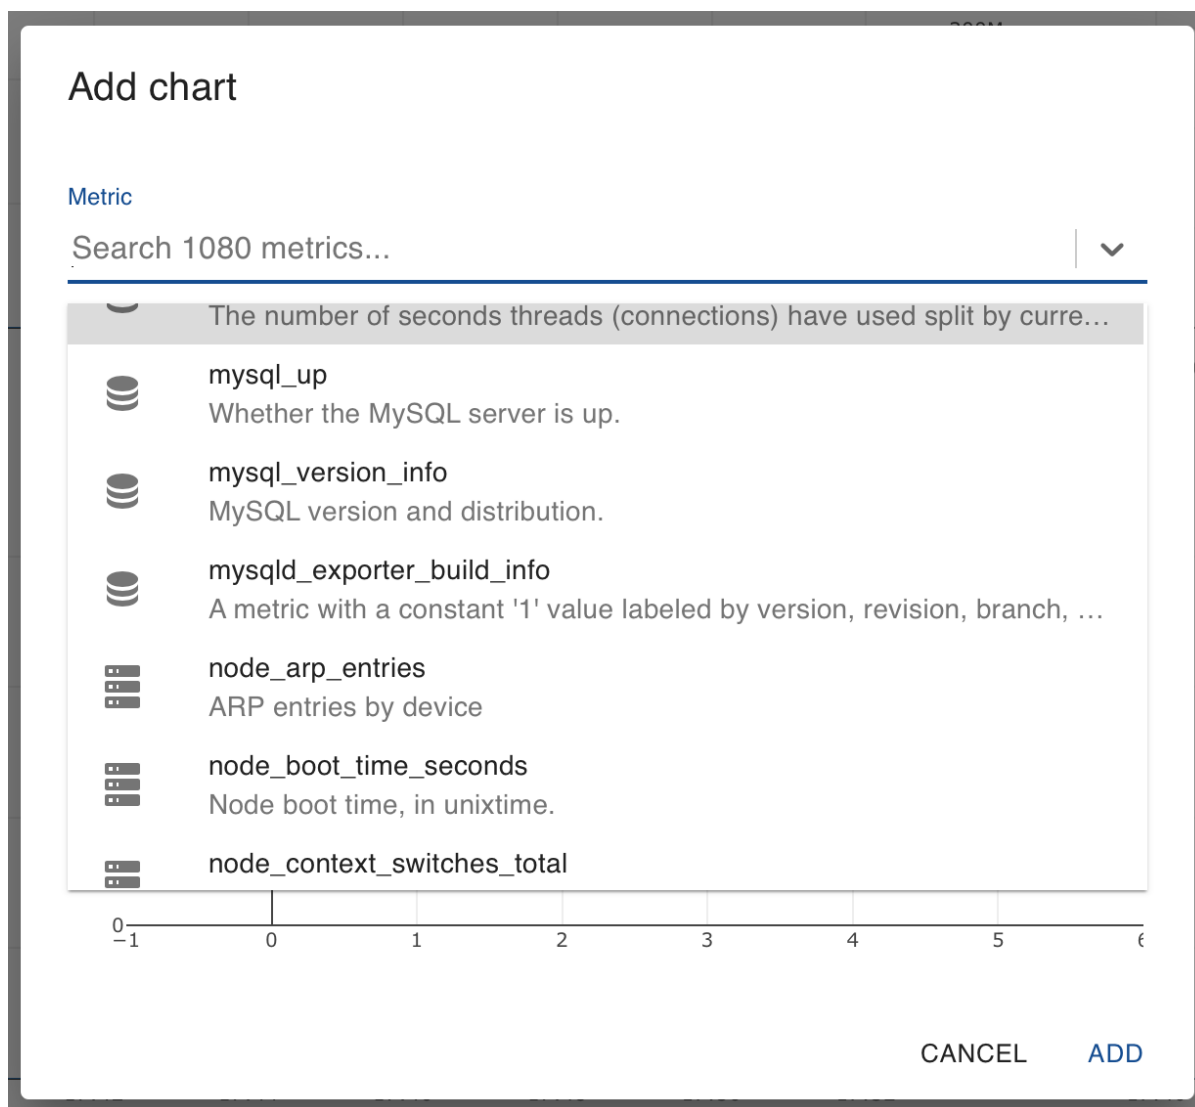 Add chart
Metric
Search 1080 metrics...
The number of seconds threads (connections) have used split by curre...
mysql_up
Whether the MySQL server is up.
mysql_version_info
MySQL version and distribution.
mysqld_exporter_build_info
A metric with a constant '1' value labeled by version, revision, branch, ...
node_arp_entries
ARP entries by device
node_boot_time_seconds
Node boot time, in unixtime.
node_context_switches_total
0
−1 0 1 2 3 4 5
CANCEL ADD